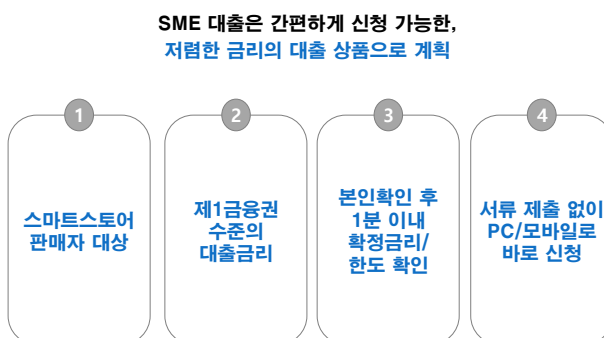 SME 대출은 간편하게 신청 가능한,
저렴한 금리의 대출 상품으로 계획
1
스마트스토어
판매자 대상
2
제1금융권
수준의
대출금리
3
본인확인 후
1분 이내
확정금리/
한도 확인
4
서류 제출 없이
PC/모바일로
바로 신청